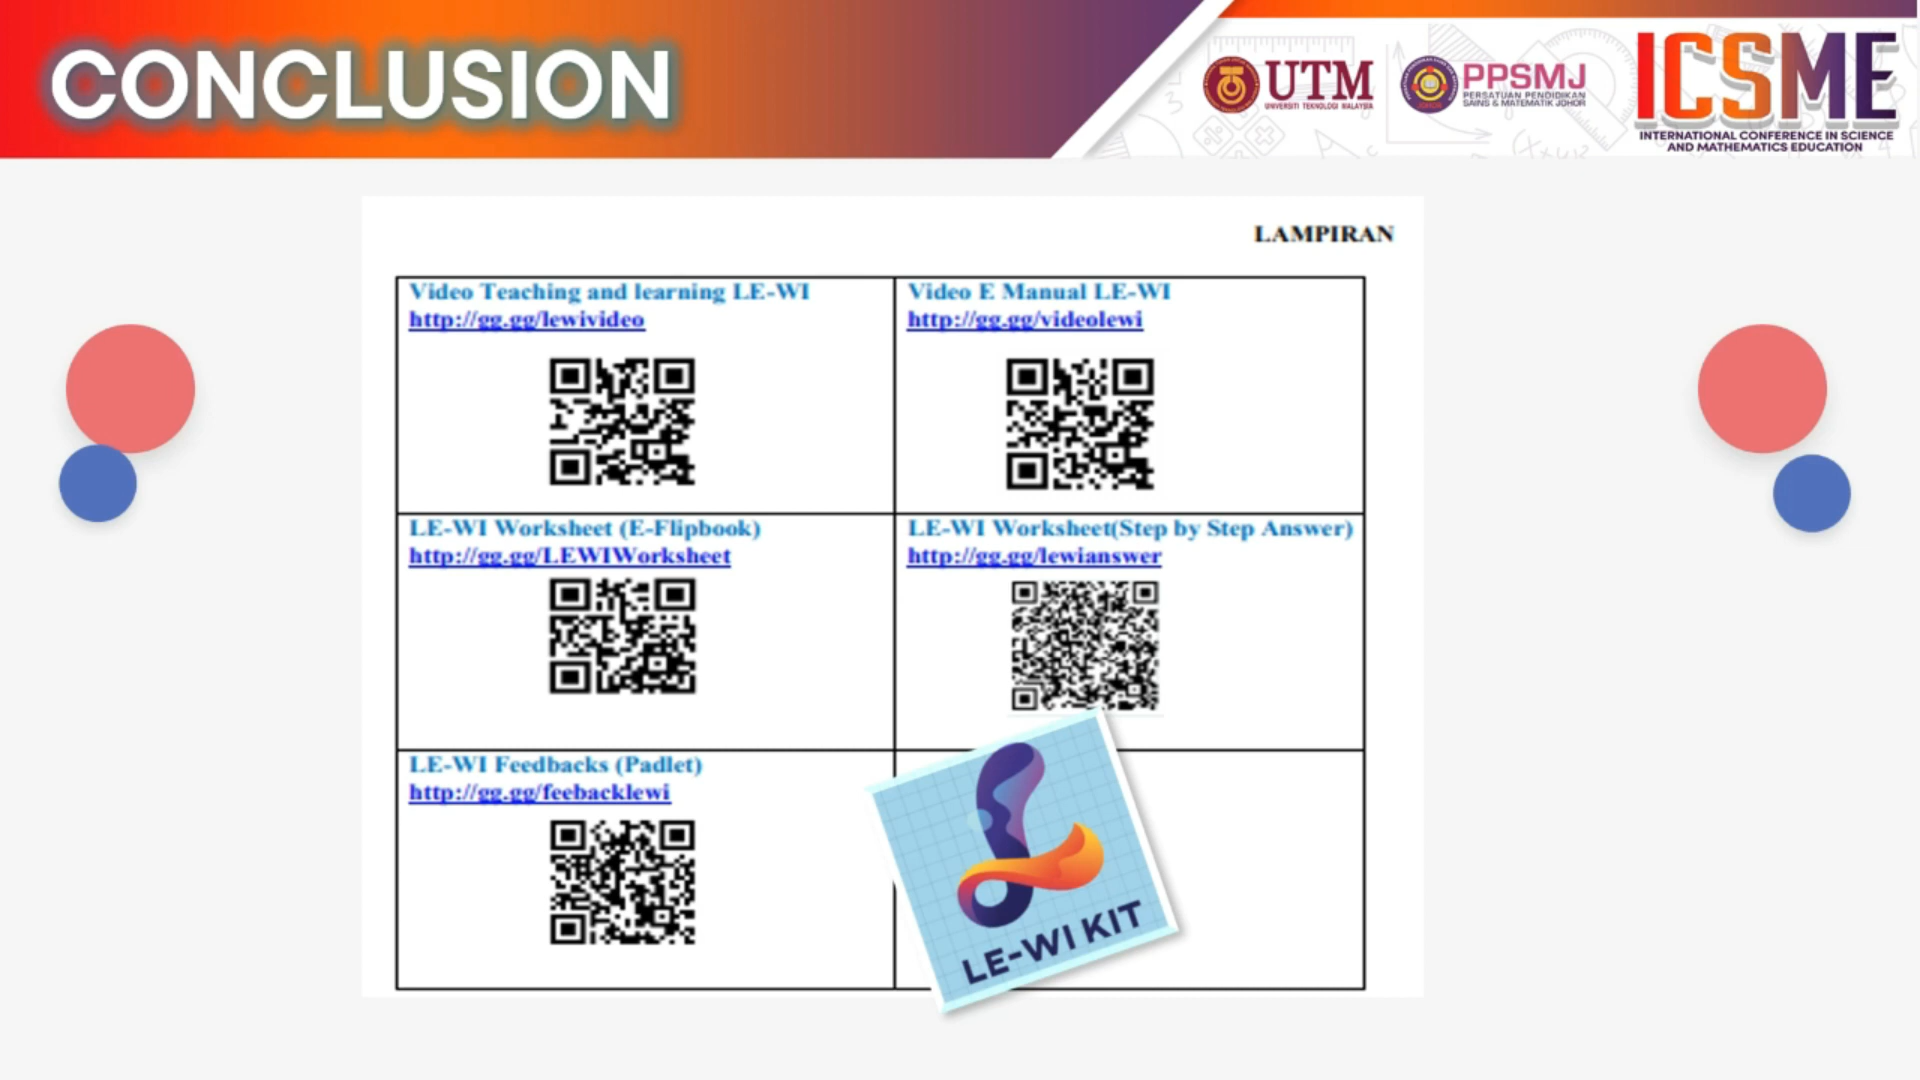 CONCLUSION
UTM
UNIVERSITI TEKNOLOGI MALAYSIA
PPSMJ
PERSATUAN PENDIDIKAN
SAINS & MATEMATIK JOHOR
ICSME
INTERNATIONAL CONFERENCE IN SCIENCE
AND MATHEMATICS EDUCATION
LAMPIRAN
Video Teaching and learning LE-WI
http://gg.gg/lewivideo
Video E Manual LE-WI
http://gg.gg/videolewi
LE-WI Worksheet (E-Flipbook)
http://gg.gg/LEWIWorksheet
LE-WI Worksheet(Step by Step Answer)
http://gg.gg/lewianswer
LE-WI Feedbacks (Padlet)
http://gg.gg/feebacklewi
LE-WI KIT